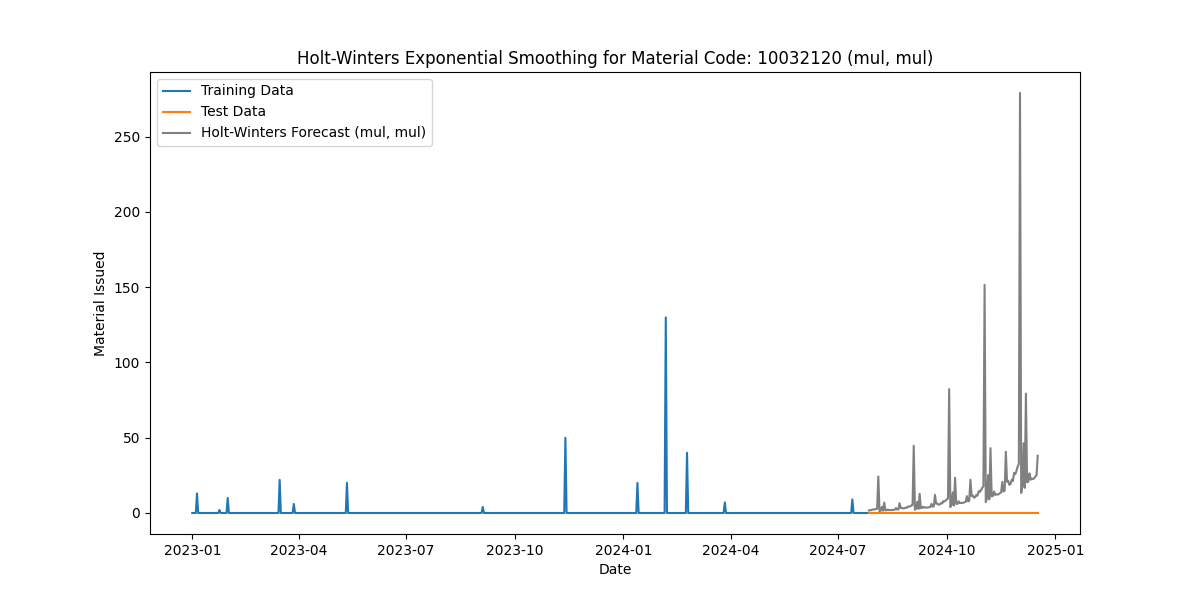 Holt-Winters Exponential Smoothing for Material Code: 10032120 (mul, mul)
Training Data
Test Data
Holt-Winters Forecast (mul, mul)
Material Issued
250
200
150
100
50
0
2023-01 2023-04 2023-07 2023-10 2024-01 2024-04 2024-07 2024-10 2025-01
Date